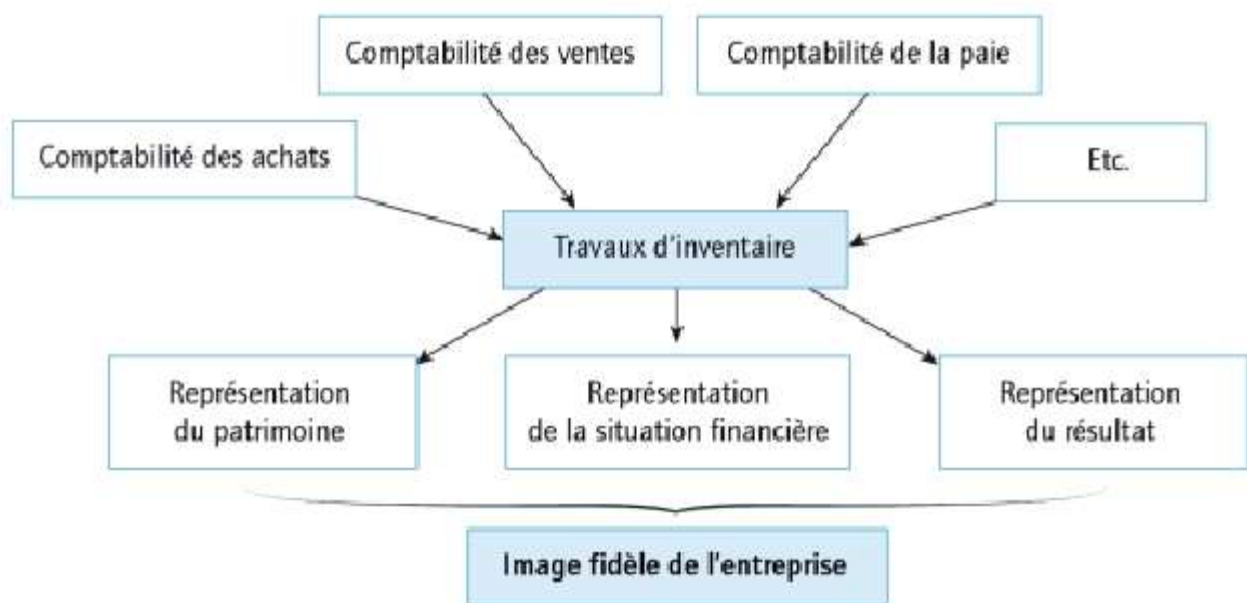 Comptabilité des ventes
Comptabilité de la paie
Comptabilité des achats
Etc.
Travaux d'inventaire
Représentation
du patrimoine
Représentation
de la situation financière
Représentation
du résultat
Image fidèle de l'entreprise